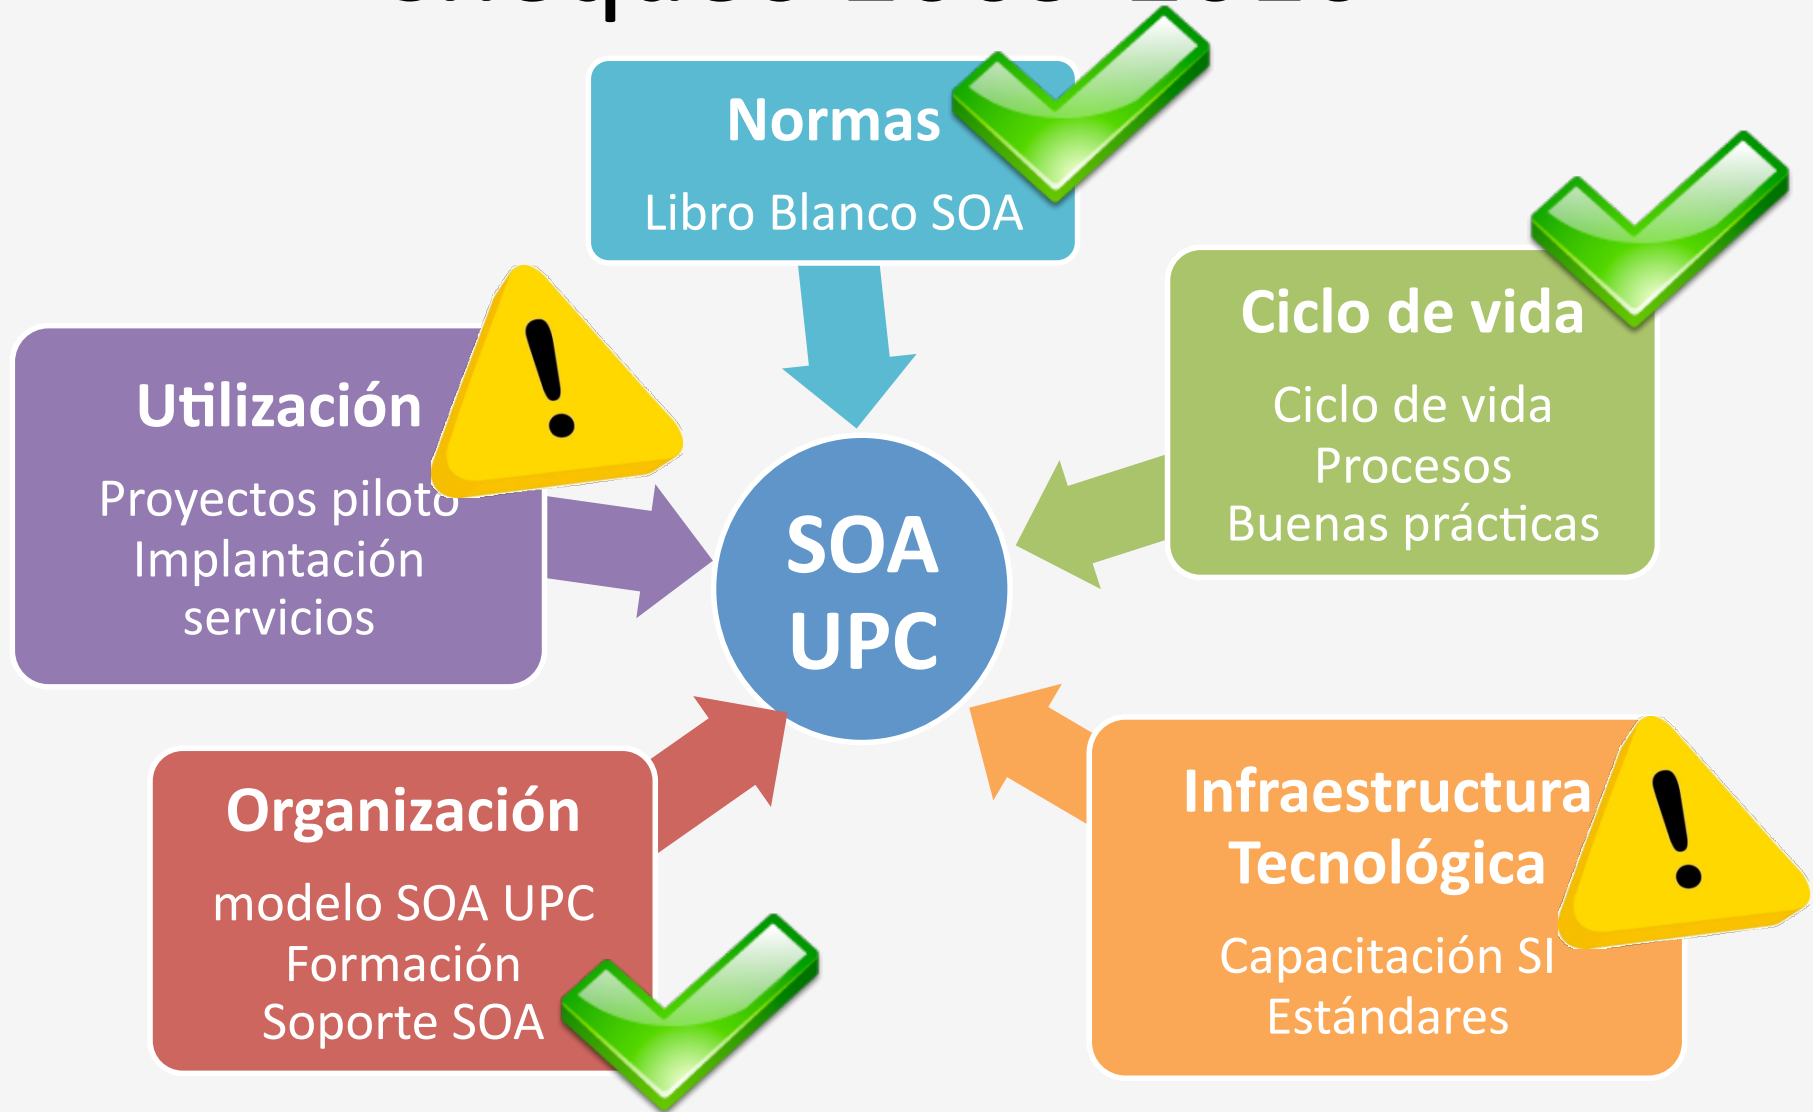 Normas
Libro Blanco SOA
Ciclo de vida
Ciclo de vida
Procesos
Buenas prácticas
Utilización
Proyectos piloto
Implantación
servicios
SOA
UPC
Organización
modelo SOA UPC
Formación
Soporte SOA
Infraestructura
Tecnológica
Capacitación SI
Estándares